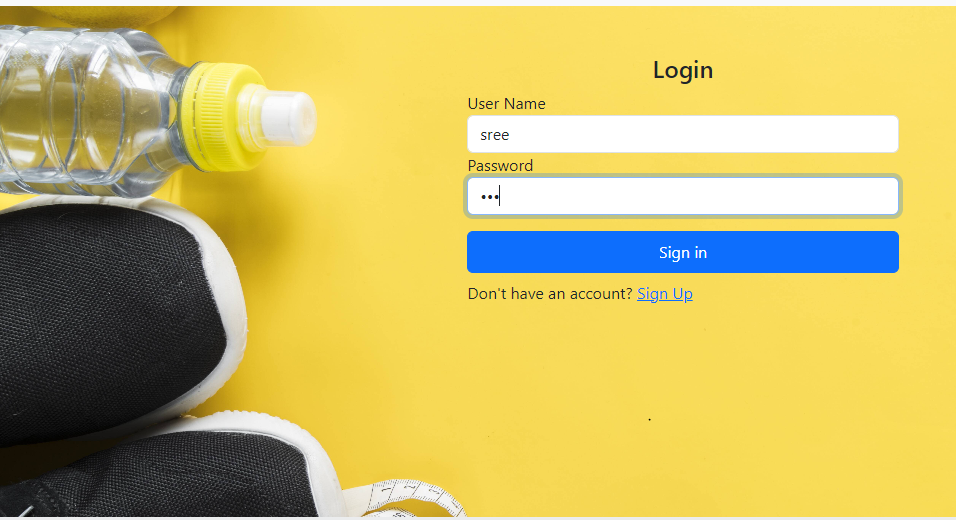 Login
User Name
sree
Password
•••
Sign in
Don't have an account? Sign Up